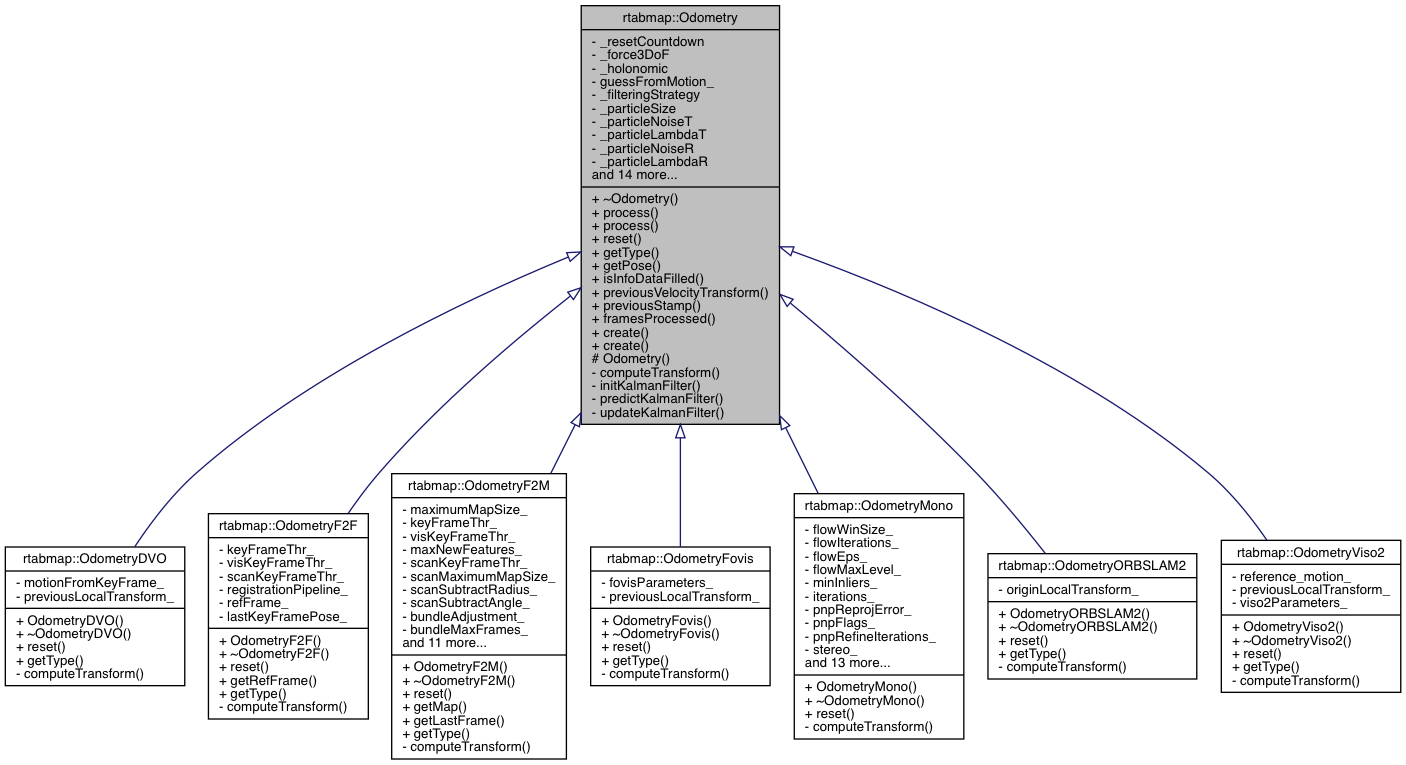 rtabmap::Odometry
- _resetCountdown
- _force3DoF
- _holonomic
- guessFromMotion_
- _filteringStrategy
- _particleSize
- _particleNoiseT
- _particleLambdaT
- _particleNoiseR
- _particleLambdaR
and 14 more...
+ ~Odometry()
+ process()
+ process()
+ reset()
+ getType()
+ getPose()
+ isInfoDataFilled()
+ previousVelocityTransform()
+ previousStamp()
+ framesProcessed()
+ create()
+ create()
# Odometry()
- computeTransform()
- initKalmanFilter()
- predictKalmanFilter()
- updateKalmanFilter()
rtabmap::OdometryDVO
- motionFromKeyFrame_
- previousLocalTransform_
+ OdometryDVO()
+ ~OdometryDVO()
+ reset()
+ getType()
- computeTransform()
rtabmap::OdometryF2F
- keyFrameThr_
- visKeyFrameThr_
- scanKeyFrameThr_
- registrationPipeline_
- refFrame_
- lastKeyFramePose_
+ OdometryF2F()
+ ~OdometryF2F()
+ reset()
+ getRefFrame()
+ getType()
- computeTransform()
rtabmap::OdometryF2M
- maximumMapSize_
- keyFrameThr_
- visKeyFrameThr_
- maxNewFeatures_
- scanKeyFrameThr_
- scanMaximumMapSize_
- scanSubtractRadius_
- scanSubtractAngle_
- bundleAdjustment_
- bundleMaxFrames_
and 11 more...
+ OdometryF2M()
+ ~OdometryF2M()
+ reset()
+ getMap()
+ getLastFrame()
+ getType()
- computeTransform()
rtabmap::OdometryFovis
- fovisParameters_
- previousLocalTransform_
+ OdometryFovis()
+ ~OdometryFovis()
+ reset()
+ getType()
- computeTransform()
rtabmap::OdometryMono
- flowWinSize_
- flowIterations_
- flowEps_
- flowMaxLevel_
- minInliers_
- iterations_
- pnpReprojError_
- pnpFlags_
- pnpRefineIterations_
- stereo_
and 13 more...
+ OdometryMono()
+ ~OdometryMono()
+ reset()
- computeTransform()
rtabmap::OdometryORBSLAM2
- originLocalTransform_
+ OdometryORBSLAM2()
+ ~OdometryORBSLAM2()
+ reset()
+ getType()
- computeTransform()
rtabmap::OdometryViso2
- reference_motion_
- previousLocalTransform_
- viso2Parameters_
+ OdometryViso2()
+ ~OdometryViso2()
+ reset()
+ getType()
- computeTransform()